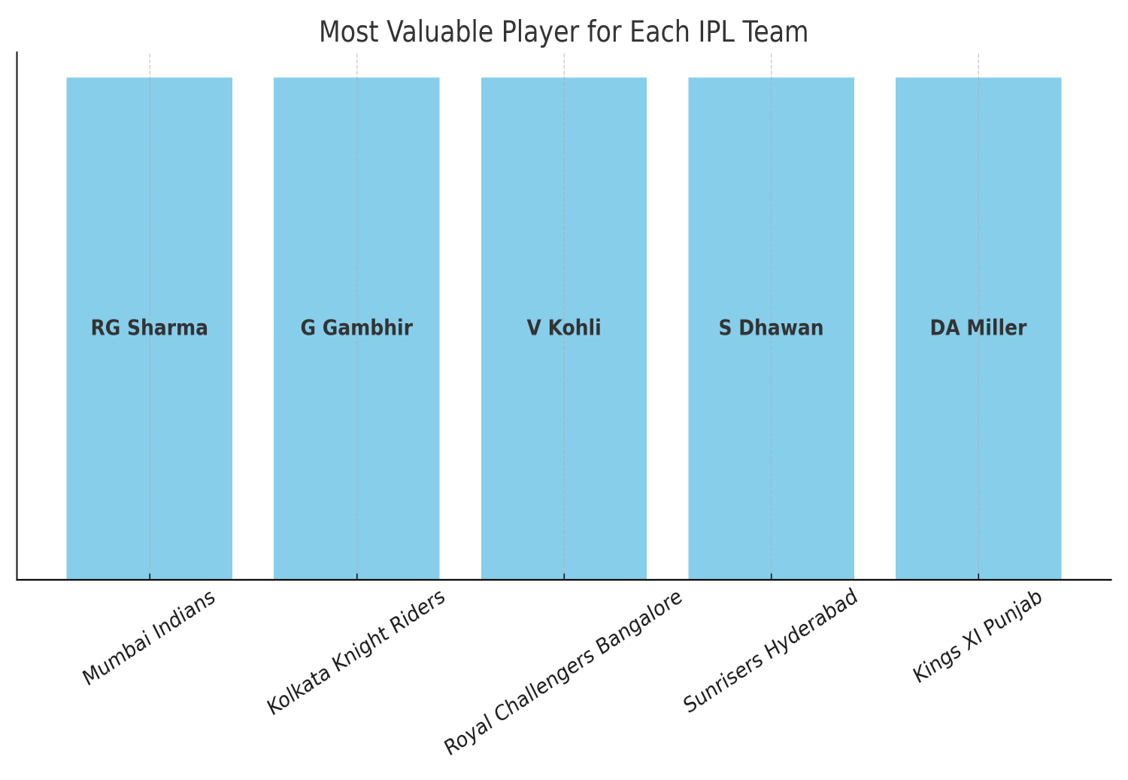 Most Valuable Player for Each IPL Team
RG Sharma
G Gambhir
V Kohli
S Dhawan
DA Miller
Mumbai Indians
Kolkata Knight Riders
Royal Challengers Bangalore
Sunrisers Hyderabad
Kings XI Punjab